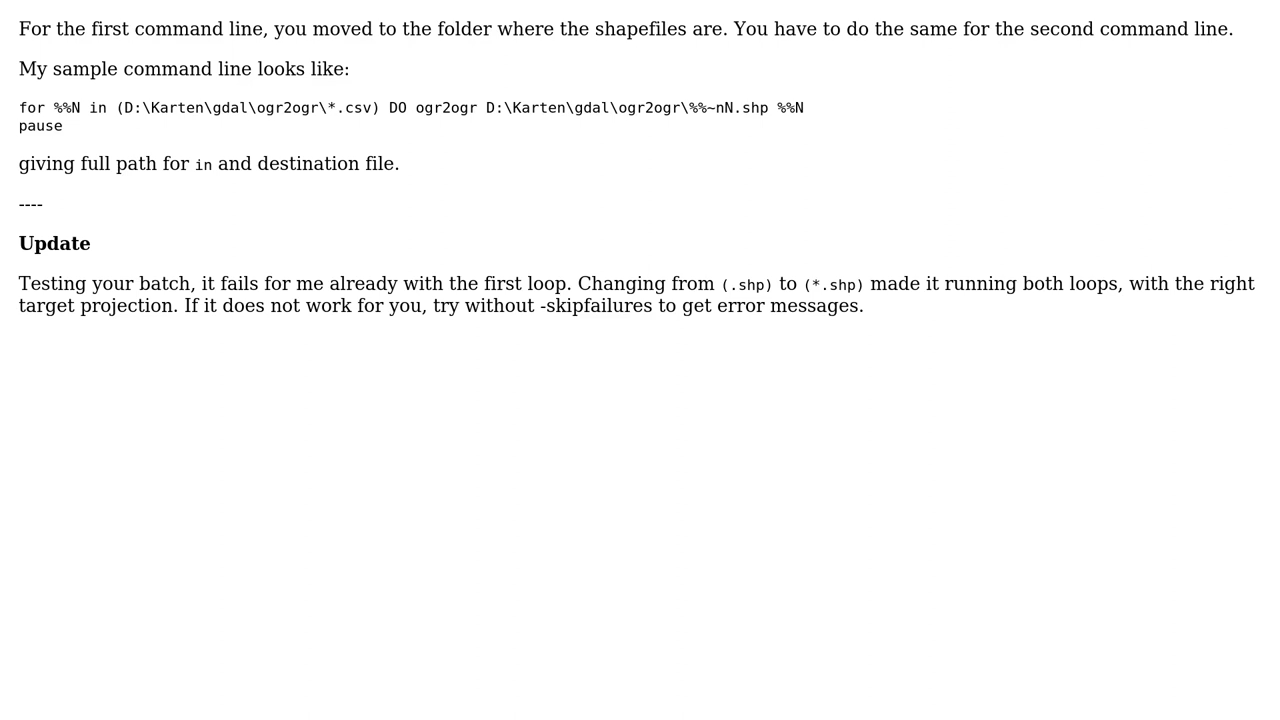 For the first command line, you moved to the folder where the shapefiles are. You have to do the same for the second command line.
My sample command line looks like:
for %%N in (D:\Karten\gdal\ogr2ogr\*.csv) DO ogr2ogr D:\Karten\gdal\ogr2ogr\%%~nN.shp %%N
pause
giving full path for in and destination file.
----
Update
Testing your batch, it fails for me already with the first loop. Changing from (.shp) to (*.shp) made it running both loops, with the right
target projection. If it does not work for you, try without -skipfailures to get error messages.